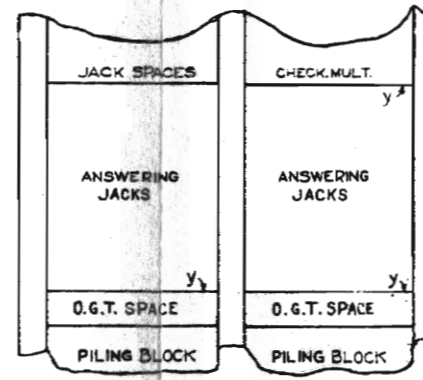 JACK SPACES
CHECK.MULT.
y
ANSWERING
JACKS
ANSWERING
JACKS
y
y
O.G.T. SPACE
O.G.T. SPACE
PILING BLOCK
PILING BLOCK